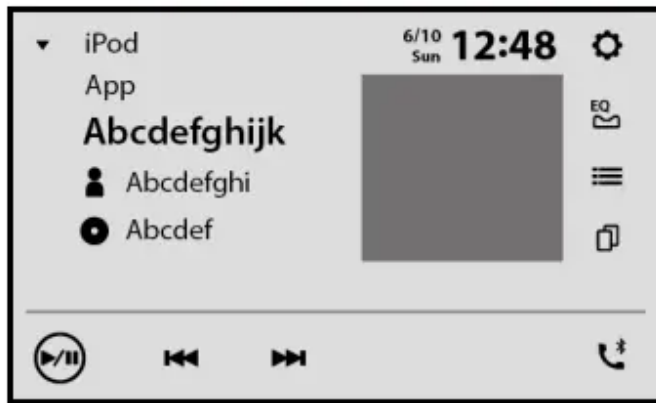 iPod
6/10
Sun
12:48
App
Abcdefghijk
EQ
Abcdefghi
Abcdef